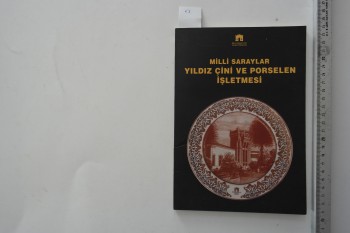 MİLLİ SARAYLAR
YILDIZ ÇİNİ VE PORSELEN
İŞLETMESİ